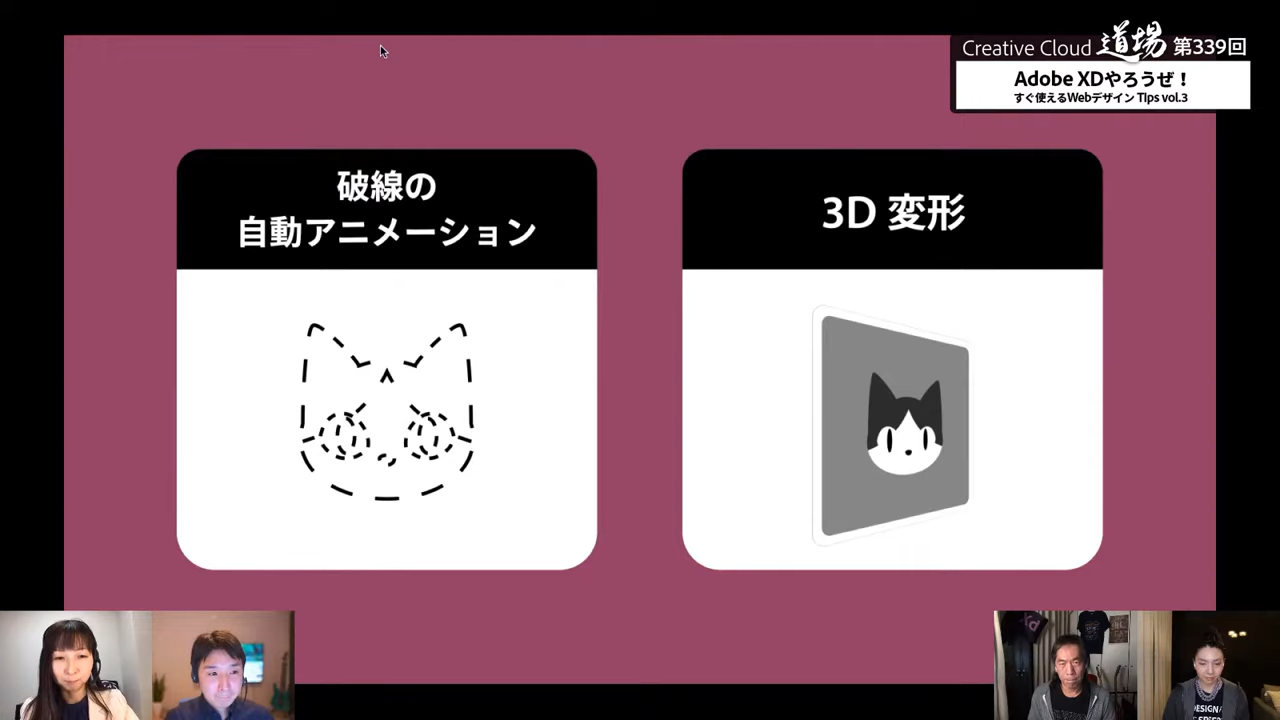 Creative Cloud 道場 第339回
Adobe XDやろうぜ！
すぐ使えるWebデザイン TIps vol.3
破線の
自動アニメーション
3D 変形